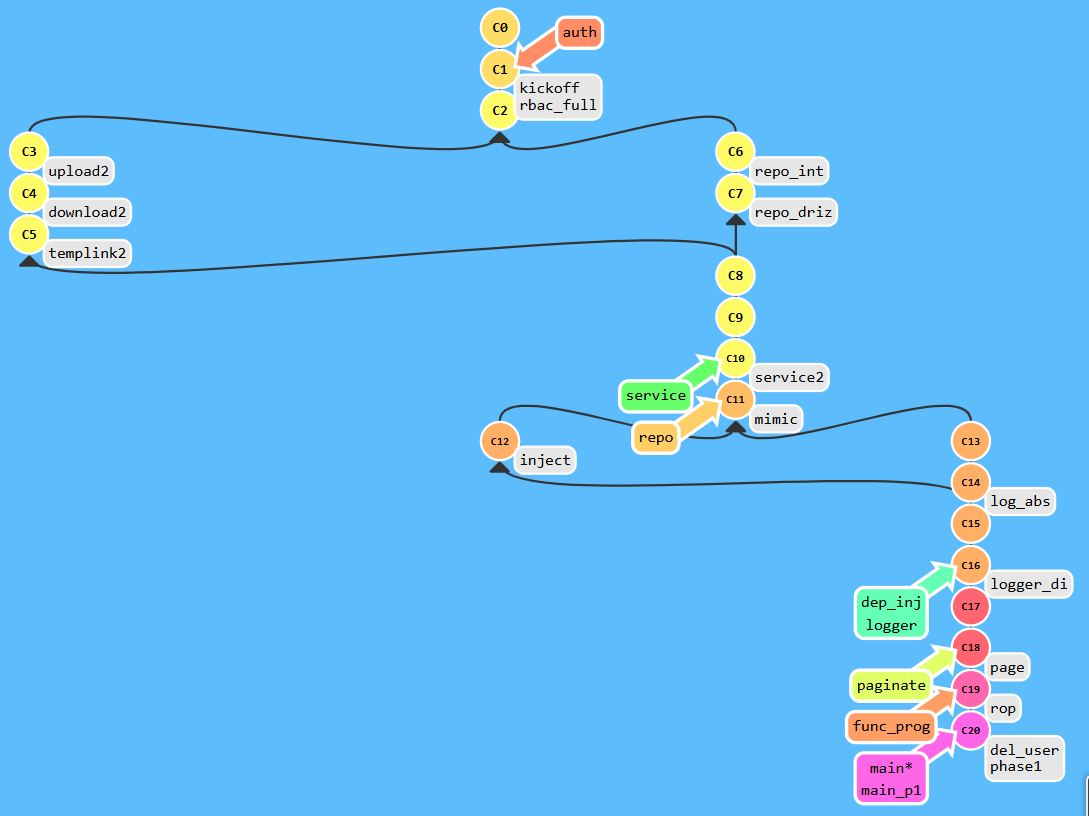 C0
auth
C1
kickoff
rbac_full
C2
C3
C6
upload2
repo_int
C4
C7
download2
repo_driz
C5
templink2
C8
C9
C10
service2
service
C11
mimic
repo
C12
C13
inject
C14
log_abs
C15
C16
logger_di
dep_inj
logger
C17
C18
page
paginate
C19
rop
func_prog
C20
del_user
phase1
main*
main_p1